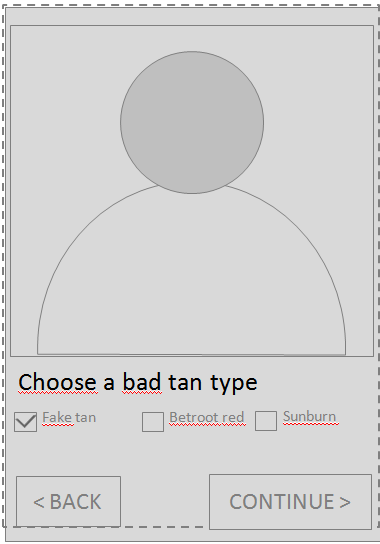 Choose a bad tan type
Fake tan Betroot red Sunburn
< BACK CONTINUE >